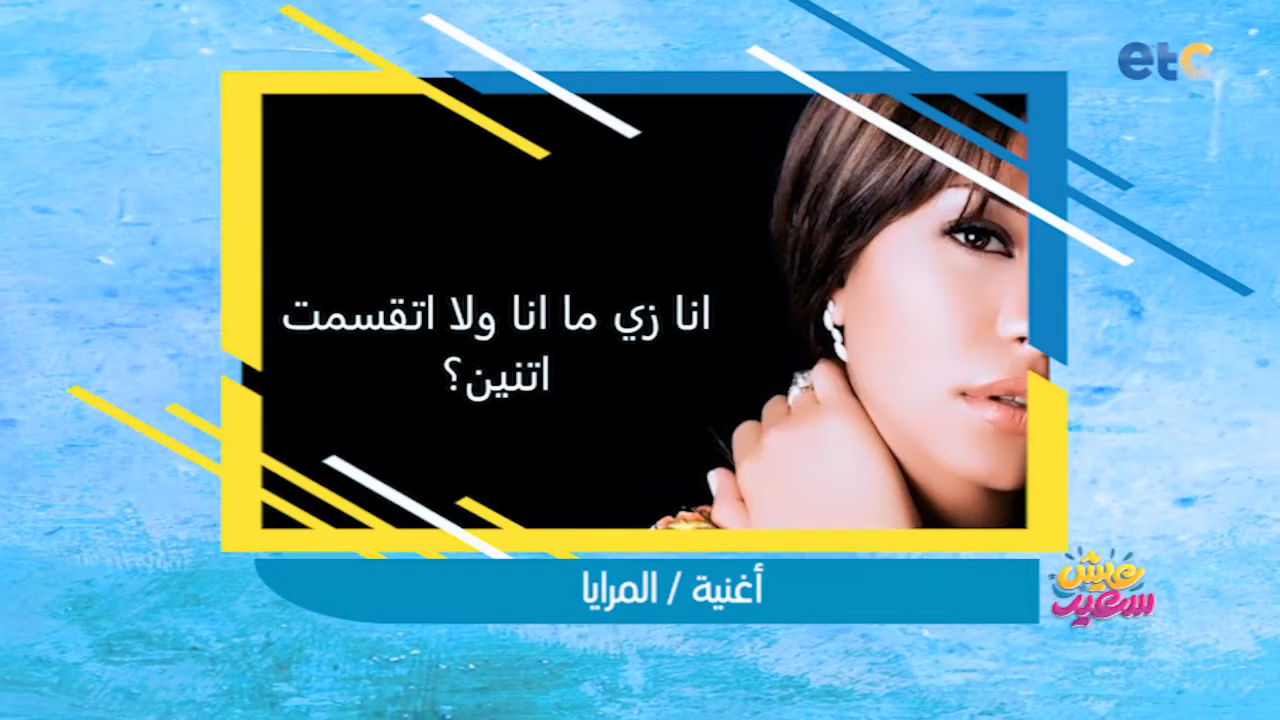 etc
انا زي ما انا ولا اتقسمت
اتنين؟
أغنية / المرايا
عيش
سعيد